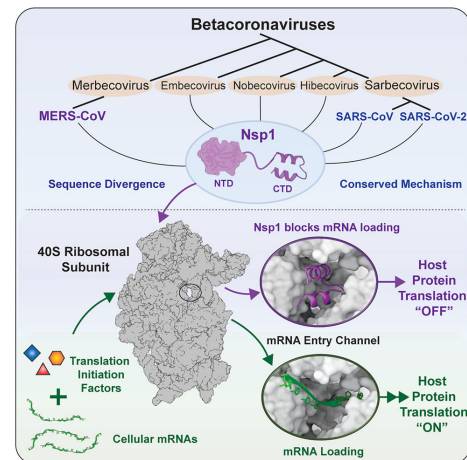 Betacoronaviruses
Merbecovirus
Embecovirus
Nobecovirus
Hibecovirus
Sarbecovirus
MERS-CoV
SARS-CoV
SARS-CoV-2
Nsp1
NTD
CTD
Sequence Divergence
Conserved Mechanism
40S Ribosomal
Subunit
Nsp1 blocks mRNA loading
Host
Protein
Translation
“OFF”
mRNA Entry Channel
Translation
Initiation
Factors
+
Cellular mRNAs
mRNA Loading
Host
Protein
Translation
“ON”